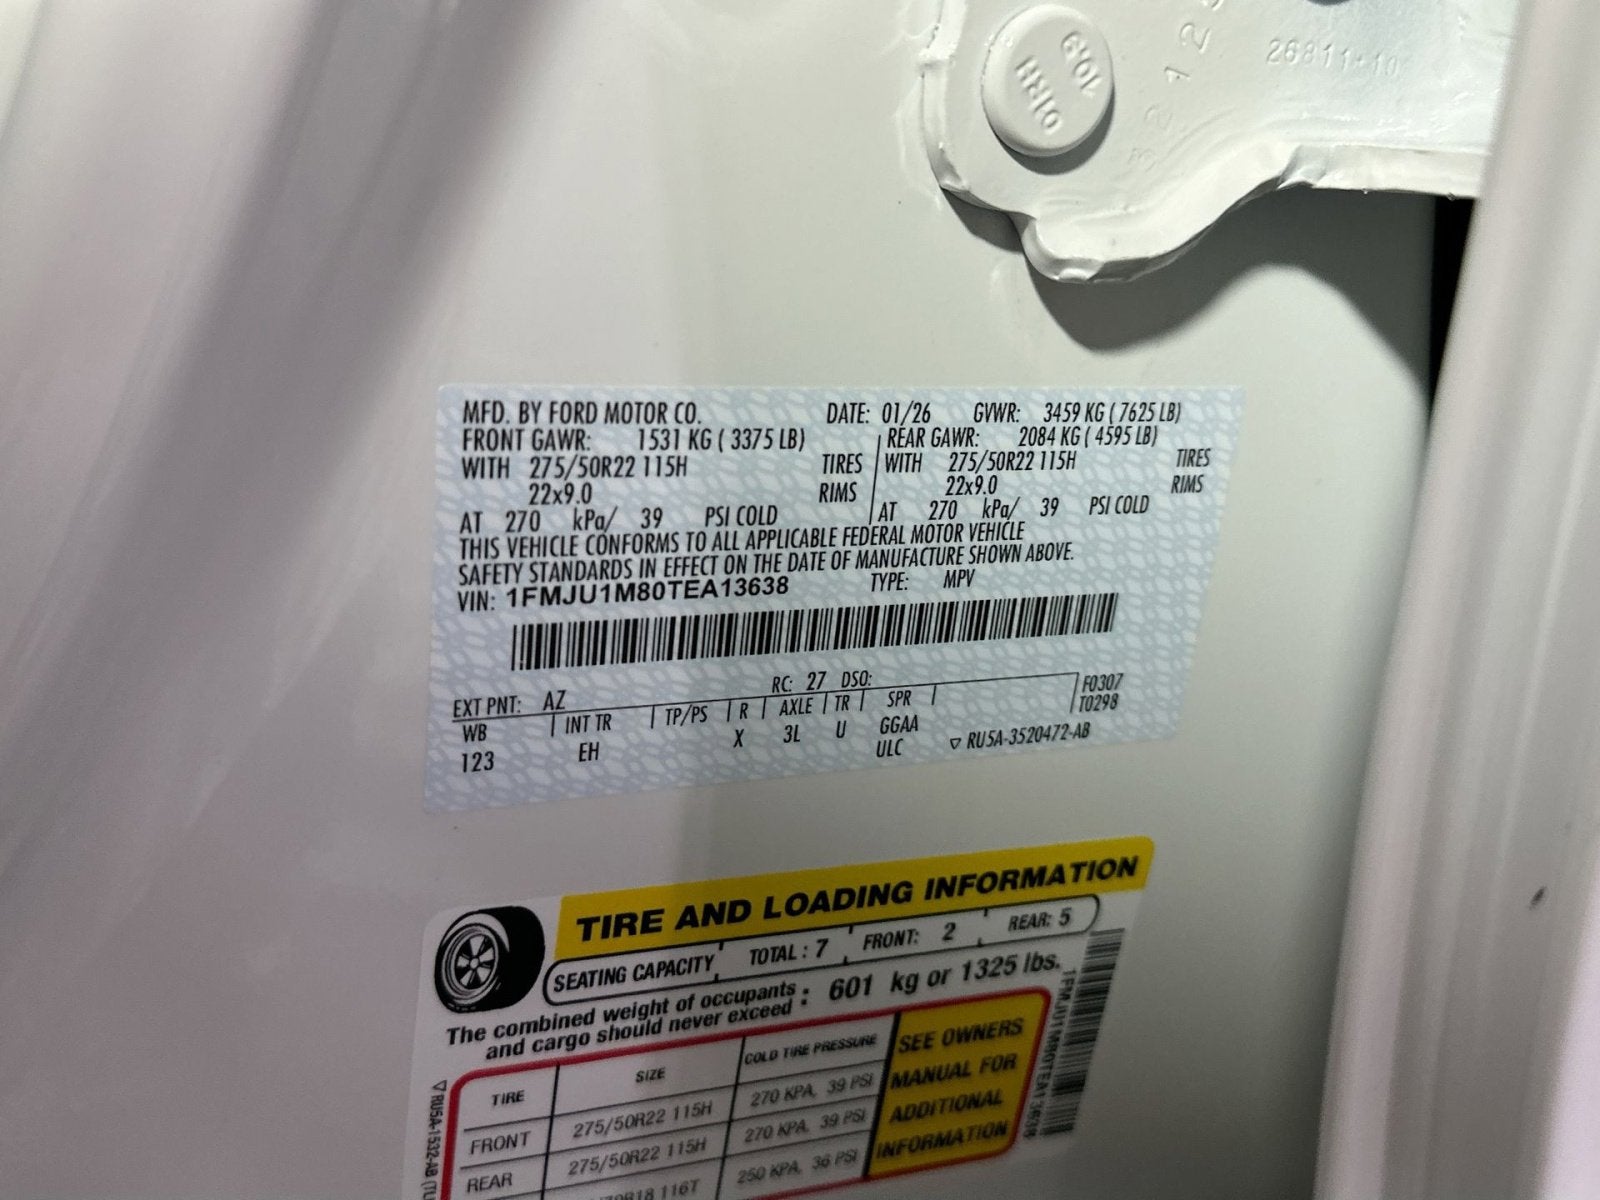 10.9
26811+10
MFD. BY FORD MOTOR CO. DATE: 01/26 GVWR: 3459 KG ( 7625 LB)
FRONT GAWR: 1531 KG ( 3375 LB) REAR GAWR: 2084 KG ( 4595 LB)
WITH 275/50R22 115H TIRES WITH 275/50R22 115H TIRES
22x9.0 RIMS 22x9.0 RIMS
AT 270 kPa/ 39 PSI COLD AT 270 kPa/ 39 PSI COLD
THIS VEHICLE CONFORMS TO ALL APPLICABLE FEDERAL MOTOR VEHICLE
SAFETY STANDARDS IN EFFECT ON THE DATE OF MANUFACTURE SHOWN ABOVE.
VIN: 1FMJU1M80TEA13638 TYPE: MPV
EXT PNT: AZ RC: 27 DSO: F0307
WB INT TR TP/PS R AXLE TR SPR T0298
123 EH X 3L U GGAA
ULC ▽ RU5A-3520472-AB
TIRE AND LOADING INFORMATION
SEATING CAPACITY TOTAL : 7 FRONT: 2 REAR: 5
The combined weight of occupants
and cargo should never exceed : 601 kg or 1325 lbs.
TIRE SIZE COLD TIRE PRESSURE
FRONT 275/50R22 115H 270 KPA, 39 PSI
REAR 275/50R22 115H 270 KPA, 39 PSI
R18 116T 250 KPA, 36 PSI
SEE OWNERS
MANUAL FOR
ADDITIONAL
INFORMATION
1FMJU1M80TEA13638
▽RU5A-1532-AB